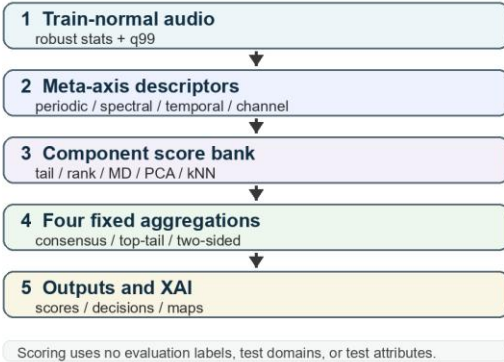 1 Train-normal audio
robust stats + q99
2 Meta-axis descriptors
periodic / spectral / temporal / channel
3 Component score bank
tail / rank / MD / PCA / kNN
4 Four fixed aggregations
consensus / top-tail / two-sided
5 Outputs and XAI
scores / decisions / maps
Scoring uses no evaluation labels, test domains, or test attributes.